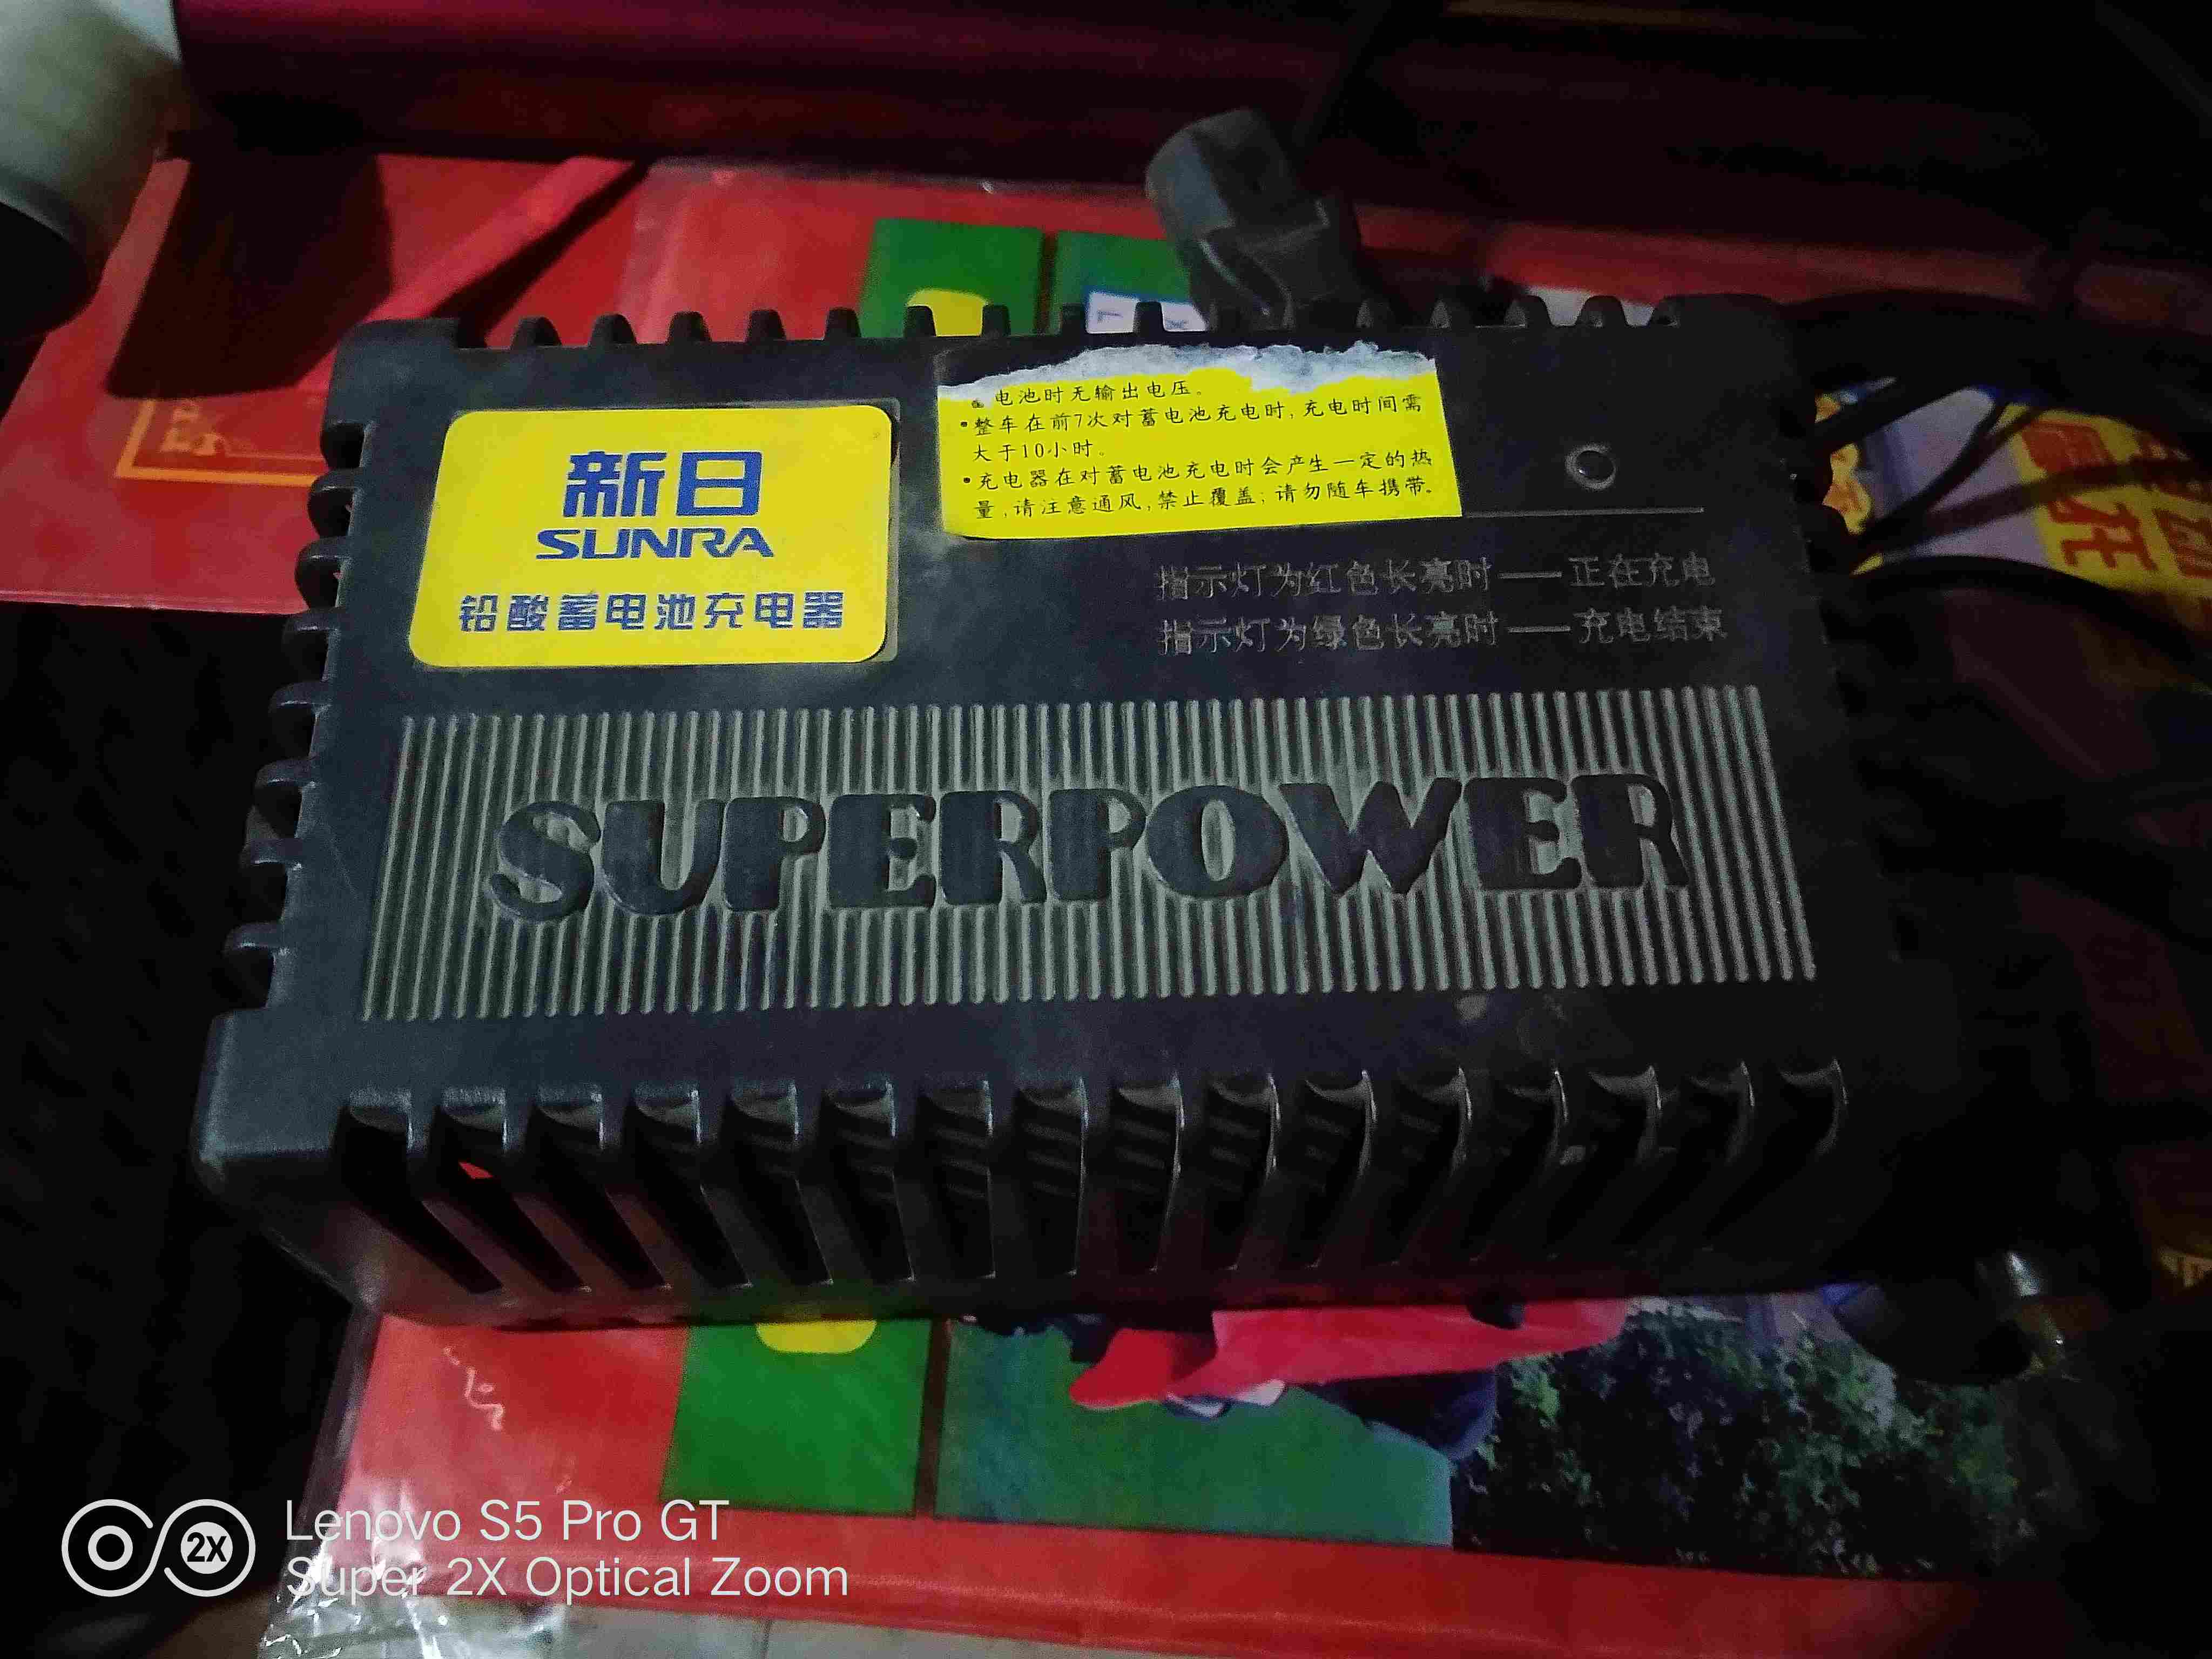 电池时无输出电压。
•整车在前7次对蓄电池充电时,充电时间需
大于10小时。
•充电器在对蓄电池充电时会产生一定的热
量,请注意通风,禁止覆盖;请勿随车携带。
新日
SUNRA
铅酸蓄电池充电器
指示灯为红色长亮时——正在充电
指示灯为绿色长亮时——充电结束
SUPERPOWER
2X
Lenovo S5 Pro GT
Super 2X Optical Zoom